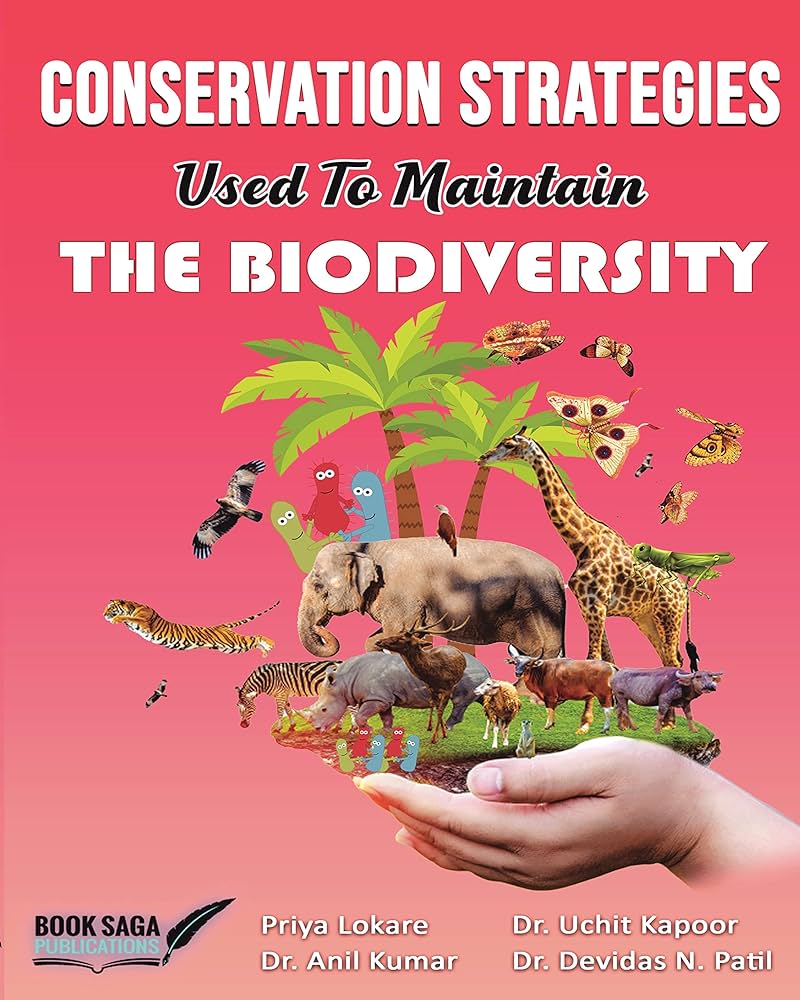 CONSERVATION STRATEGIES
Used To Maintain
THE BIODIVERSITY
BOOK SAGA
PUBLICATIONS
Priya Lokare
Dr. Uchit Kapoor
Dr. Anil Kumar
Dr. Devidas N. Patil